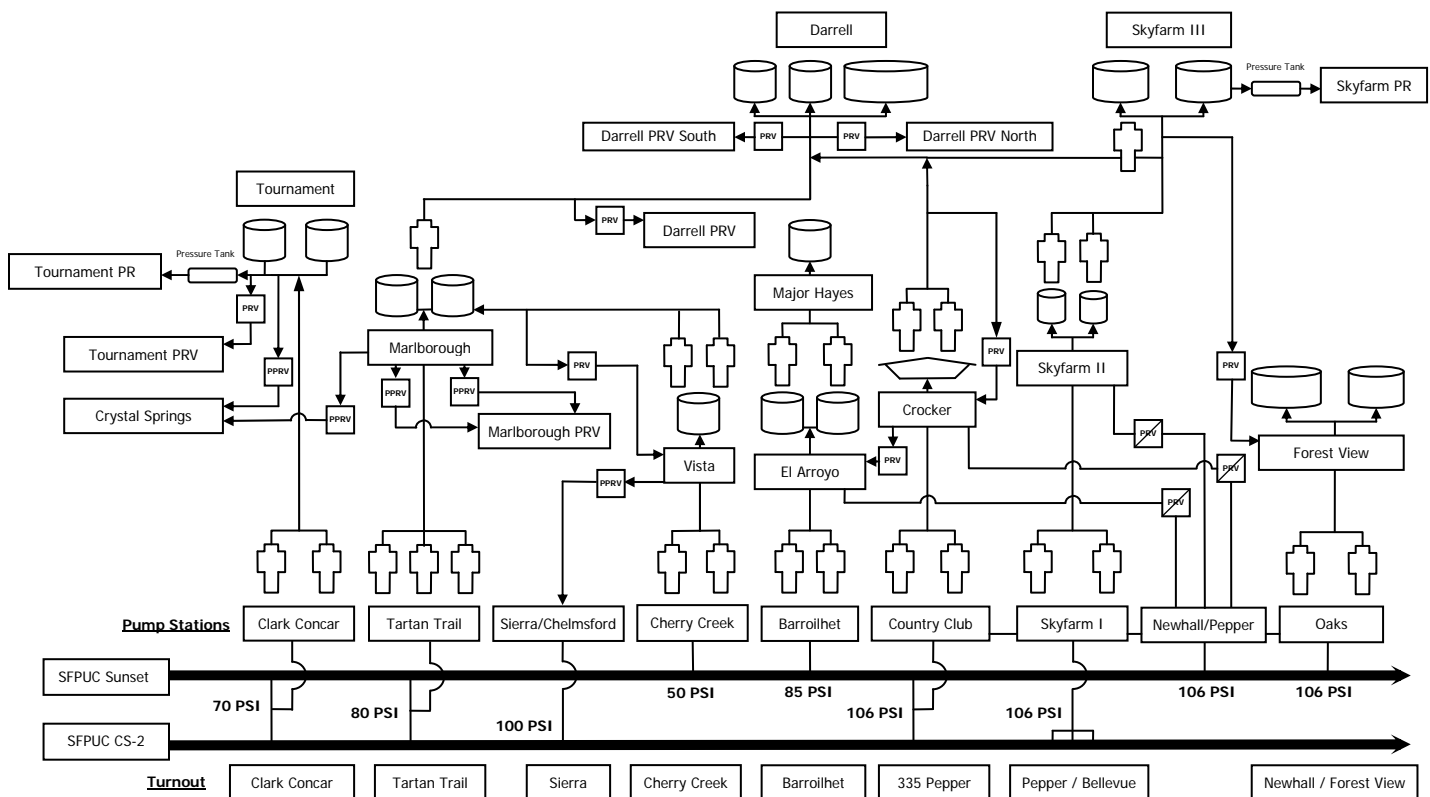 Darrell
Skyfarm III
Pressure Tank
Skyfarm PR
Darrell PRV South
PRV
PRV
Darrell PRV North
Tournament
PRV
Darrell PRV
Pressure Tank
Tournament PR
PRV
Major Hayes
Tournament PRV
Marlborough
PRV
PRV
Skyfarm II
PRV
PPRV
PPRV
PPRV
Crystal Springs
PPRV
Marlborough PRV
Crocker
PRV
Forest View
Vista
El Arroyo
PRV
PRV
PPRV
PRV
Pump Stations
Clark Concar
Tartan Trail
Sierra/Chelmsford
Cherry Creek
Barroilhet
Country Club
Skyfarm I
Newhall/Pepper
Oaks
SFPUC Sunset
70 PSI
80 PSI
100 PSI
50 PSI
85 PSI
106 PSI
106 PSI
106 PSI
106 PSI
SFPUC CS-2
Turnout
Clark Concar
Tartan Trail
Sierra
Cherry Creek
Barroilhet
335 Pepper
Pepper / Bellevue
Newhall / Forest View